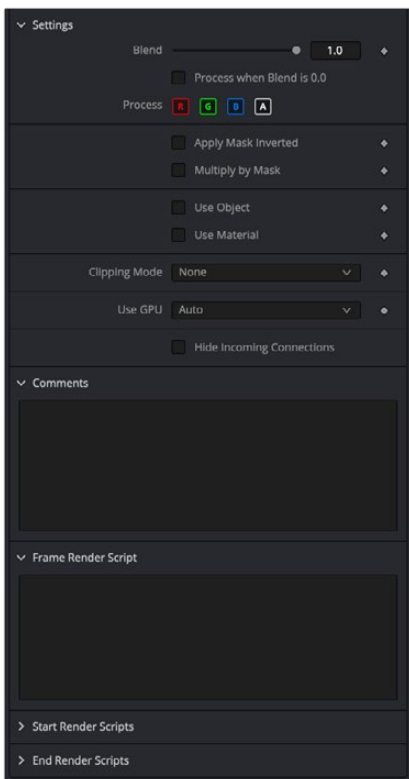 Settings
Blend 1.0
Process when Blend is 0.0
Process R G B A
Apply Mask Inverted
Multiply by Mask
Use Object
Use Material
Clipping Mode None
Use GPU Auto
Hide Incoming Connections
Comments
Frame Render Script
Start Render Scripts
End Render Scripts